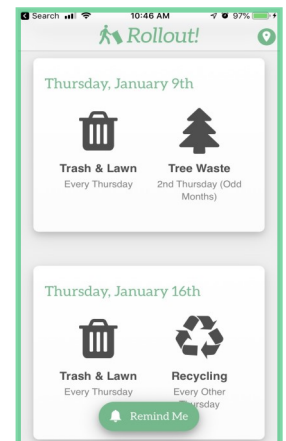 Search 10:46 AM 97%
Rollout!
Thursday, January 9th
Trash & Lawn Tree Waste
Every Thursday 2nd Thursday (Odd
Months)
Thursday, January 16th
Trash & Lawn Recycling
Every Thursday Every Other
Remind Me